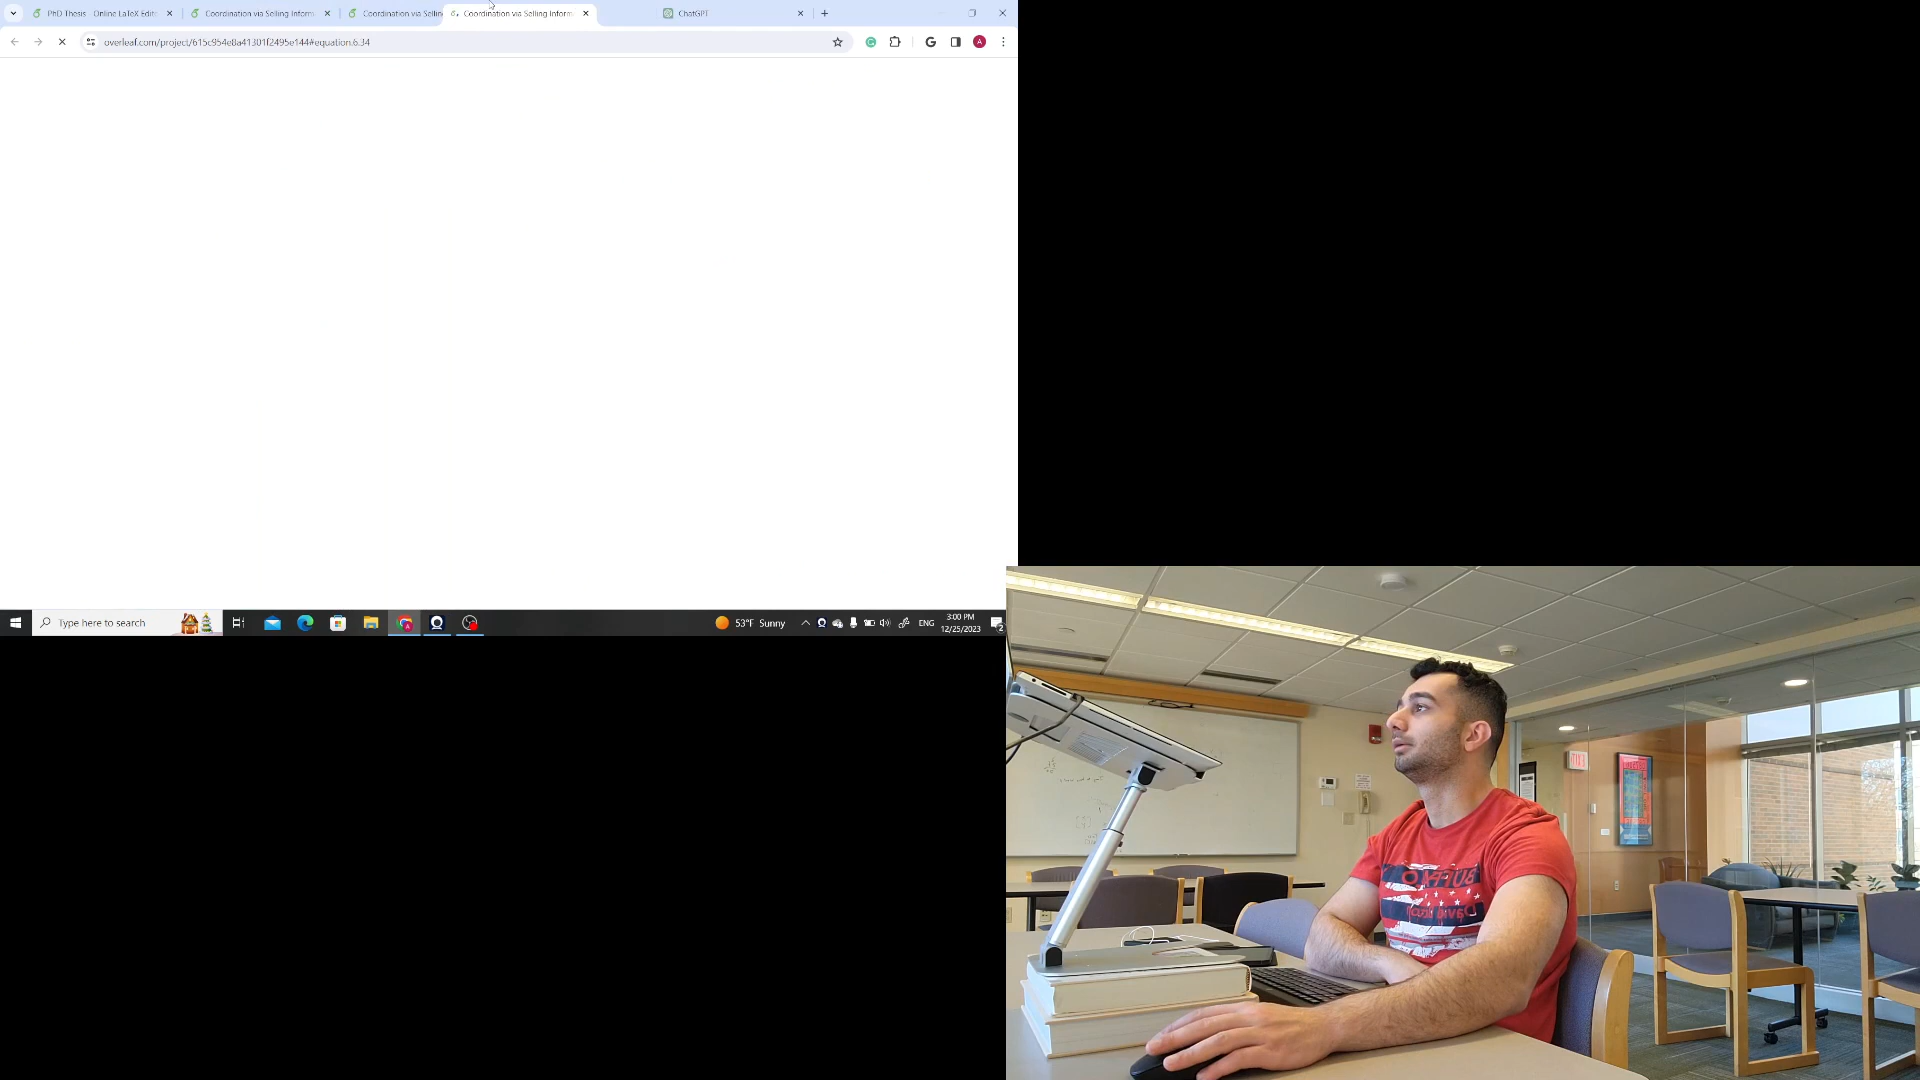 PhD Thesis - Online LaTeX Edit
Coordination via Selling Inform
Coordination via Sellin
Coordination via Selling Inform
ChatGPT
overleaf.com/project/615c954e8a41301f2495e144#equation.6.34
G
A
Type here to search
53°F Sunny
ENG
3:00 PM
12/25/2023
2